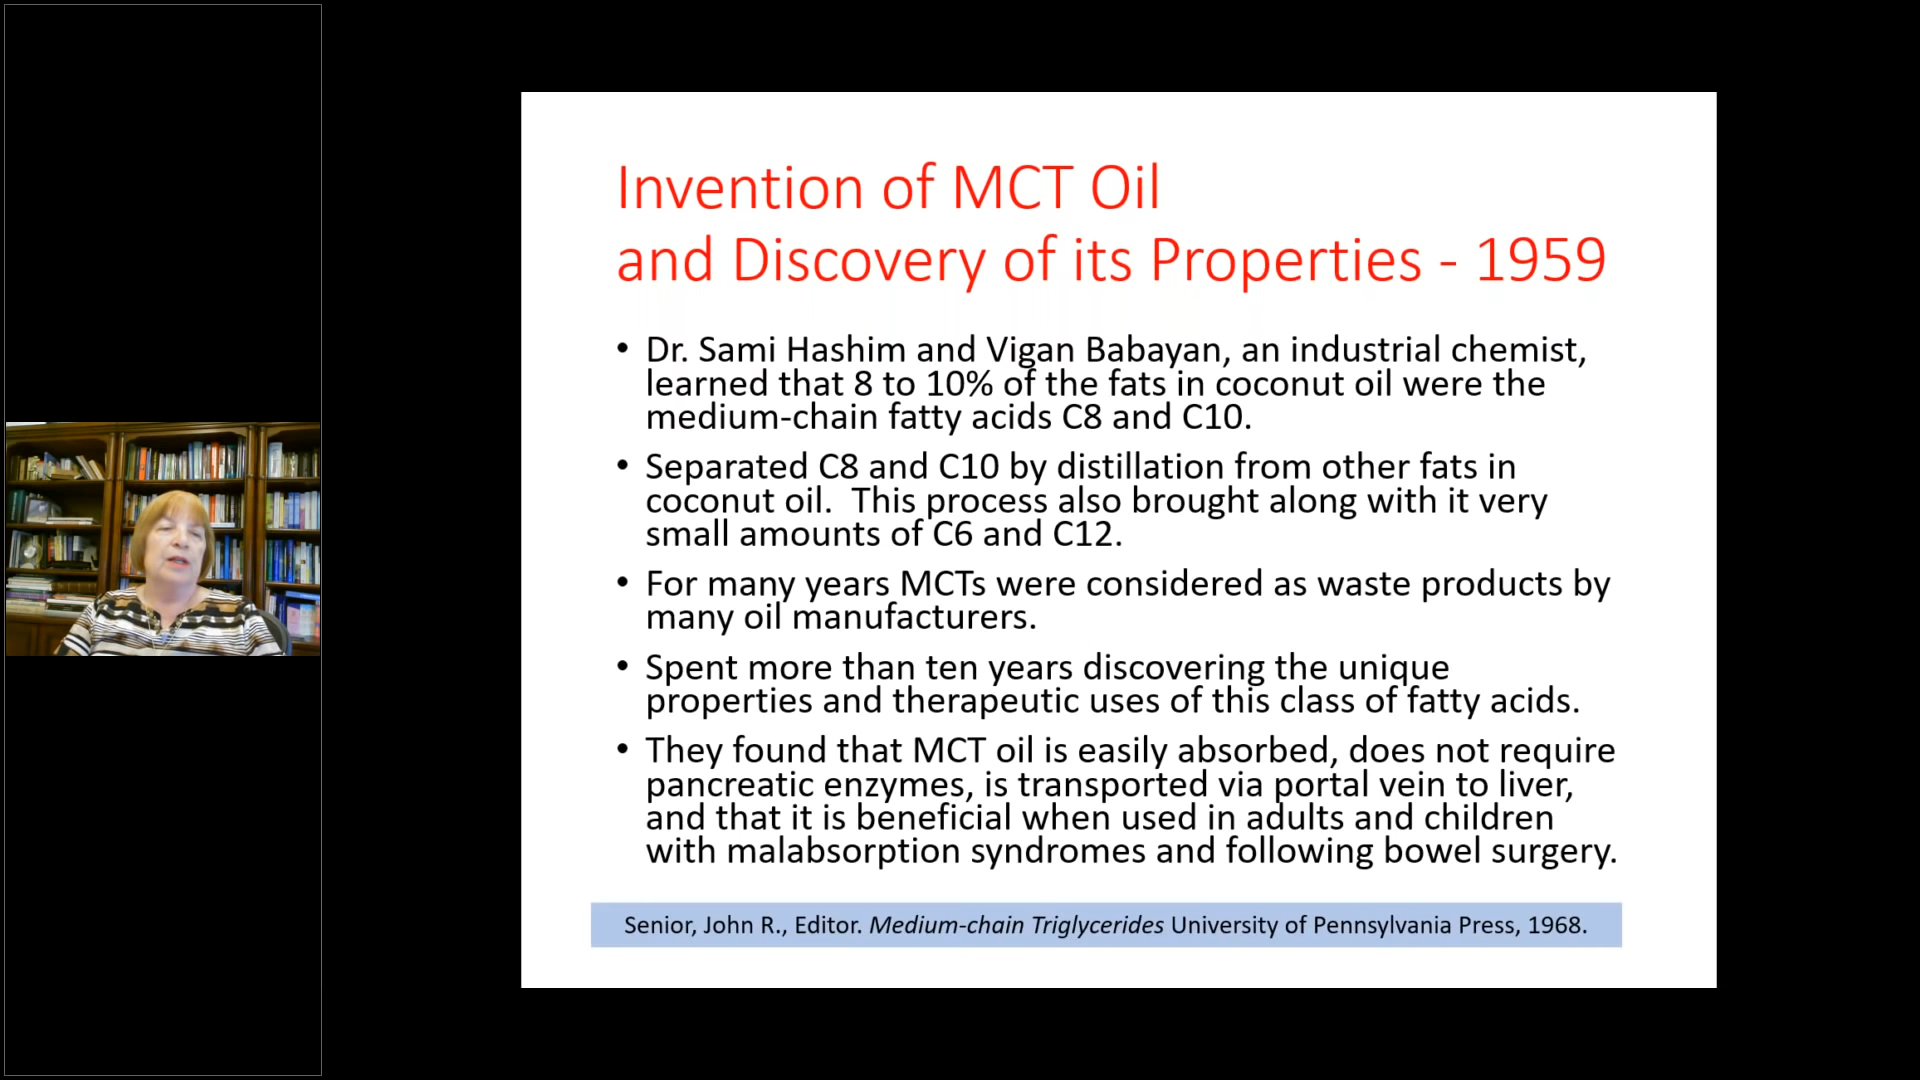 Invention of MCT Oil
and Discovery of its Properties - 1959
• Dr. Sami Hashim and Vigan Babayan, an industrial chemist,
learned that 8 to 10% of the fats in coconut oil were the
medium-chain fatty acids C8 and C10.
• Separated C8 and C10 by distillation from other fats in
coconut oil.  This process also brought along with it very
small amounts of C6 and C12.
• For many years MCTs were considered as waste products by
many oil manufacturers.
• Spent more than ten years discovering the unique
properties and therapeutic uses of this class of fatty acids.
• They found that MCT oil is easily absorbed, does not require
pancreatic enzymes, is transported via portal vein to liver,
and that it is beneficial when used in adults and children
with malabsorption syndromes and following bowel surgery.
Senior, John R., Editor. Medium-chain Triglycerides University of Pennsylvania Press, 1968.